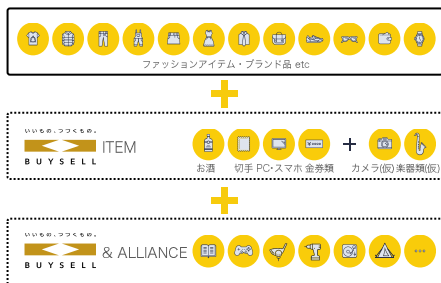 ファッションアイテム・ブランド品 etc
いいもの、つづくもの。
BUYSELL ITEM
お酒 切手 PC・スマホ 金券類 カメラ(仮) 楽器類(仮)
いいもの、つづくもの。
BUYSELL & ALLIANCE